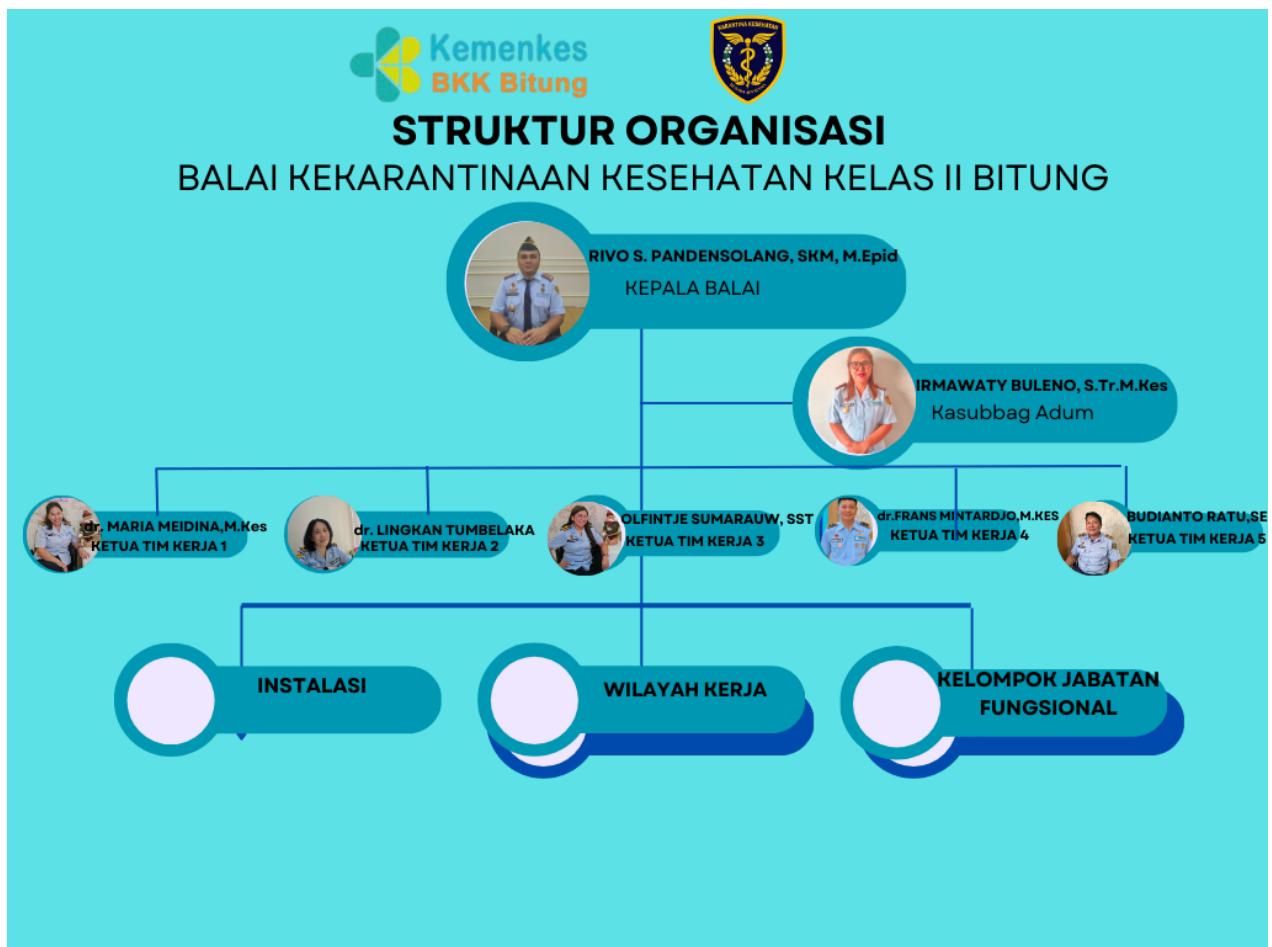 Kemenkes
BKK Bitung
KARANTINA KESEHATAN
STRUKTUR ORGANISASI
BALAI KEKARANTINAAN KESEHATAN KELAS II BITUNG
RIVO S. PANDENSOLANG, SKM, M.Epid
KEPALA BALAI
IRMAWATY BULENO, S.Tr.M.Kes
Kasubbag Adum
dr. MARIA MEIDINA,M.Kes
KETUA TIM KERJA 1
dr. LINGKAN TUMBELAKA
KETUA TIM KERJA 2
OLFINTJE SUMARAUW, SST
KETUA TIM KERJA 3
dr.FRANS MINTARDJO,M.KES
KETUA TIM KERJA 4
BUDIANTO RATU,SE
KETUA TIM KERJA 5
INSTALASI
WILAYAH KERJA
KELOMPOK JABATAN
FUNGSIONAL